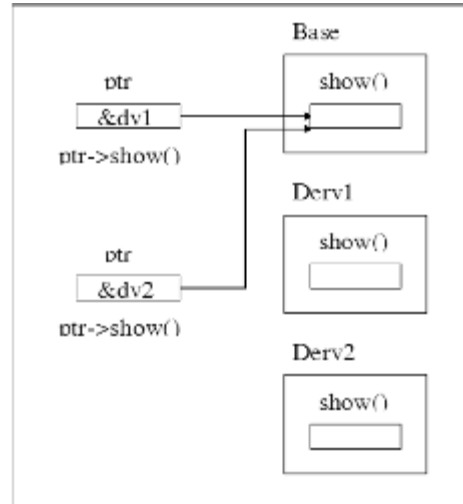 Base
show()
ptr
&dv1
ptr->show()
Derv1
show()
ptr
&dv2
ptr->show()
Derv2
show()